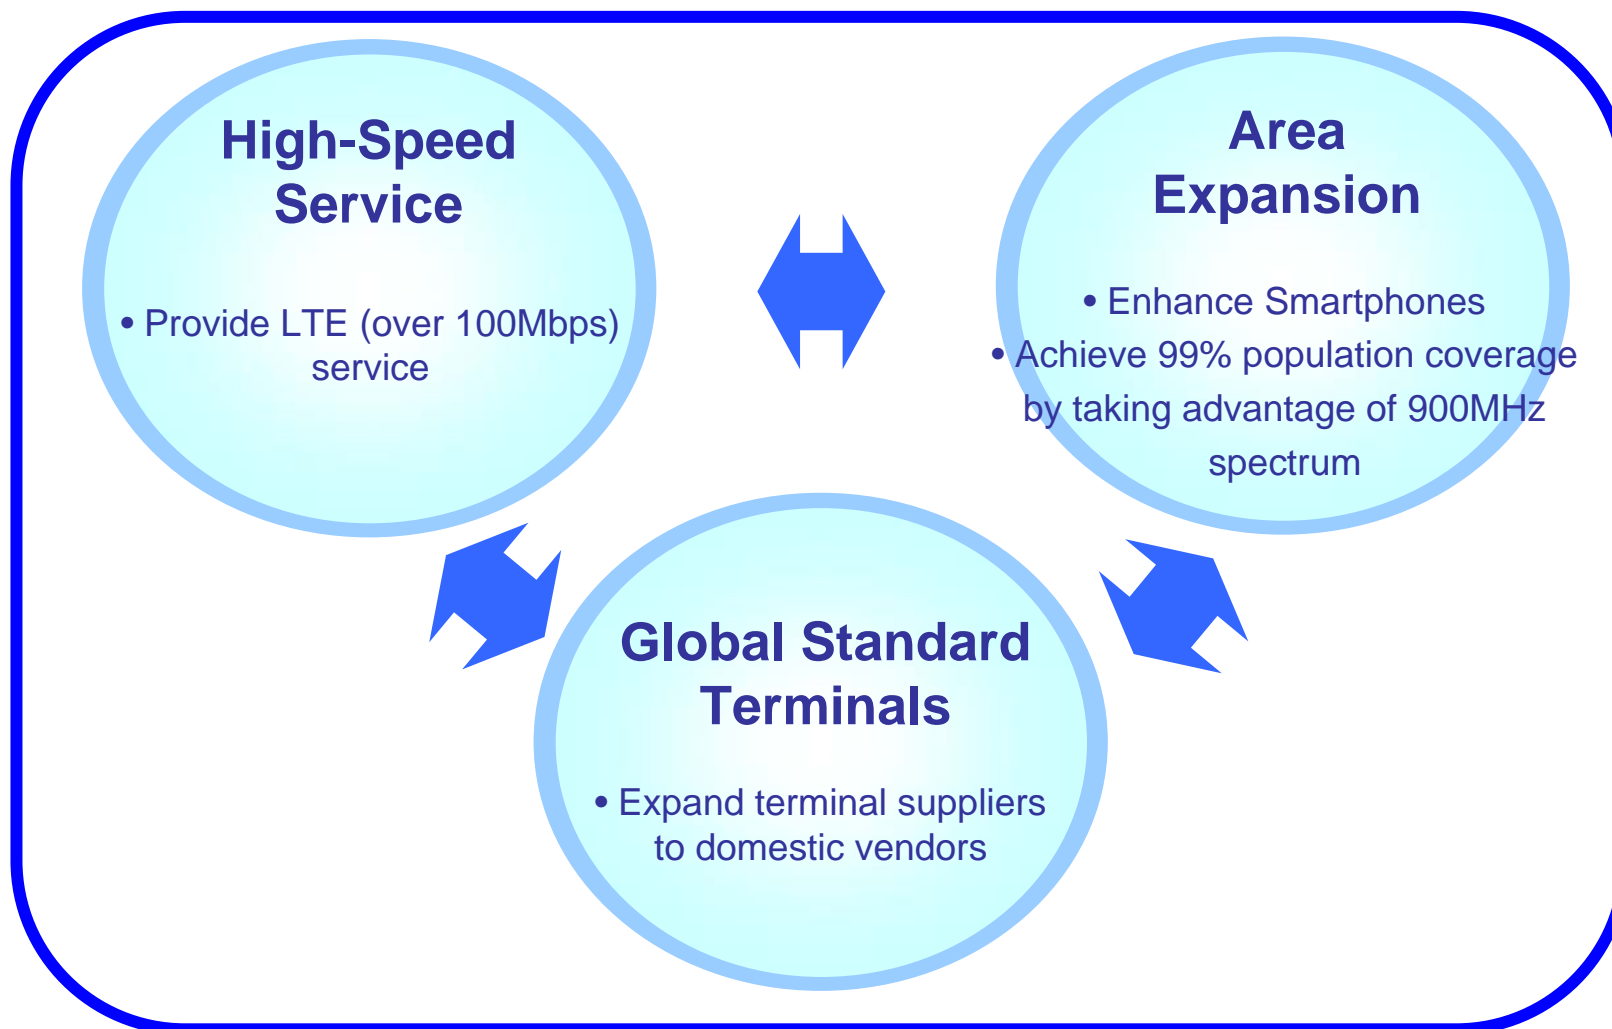 High-Speed
Service
• Provide LTE (over 100Mbps)
service
Area
Expansion
• Enhance Smartphones
• Achieve 99% population coverage
by taking advantage of 900MHz
spectrum
Global Standard
Terminals
• Expand terminal suppliers
to domestic vendors